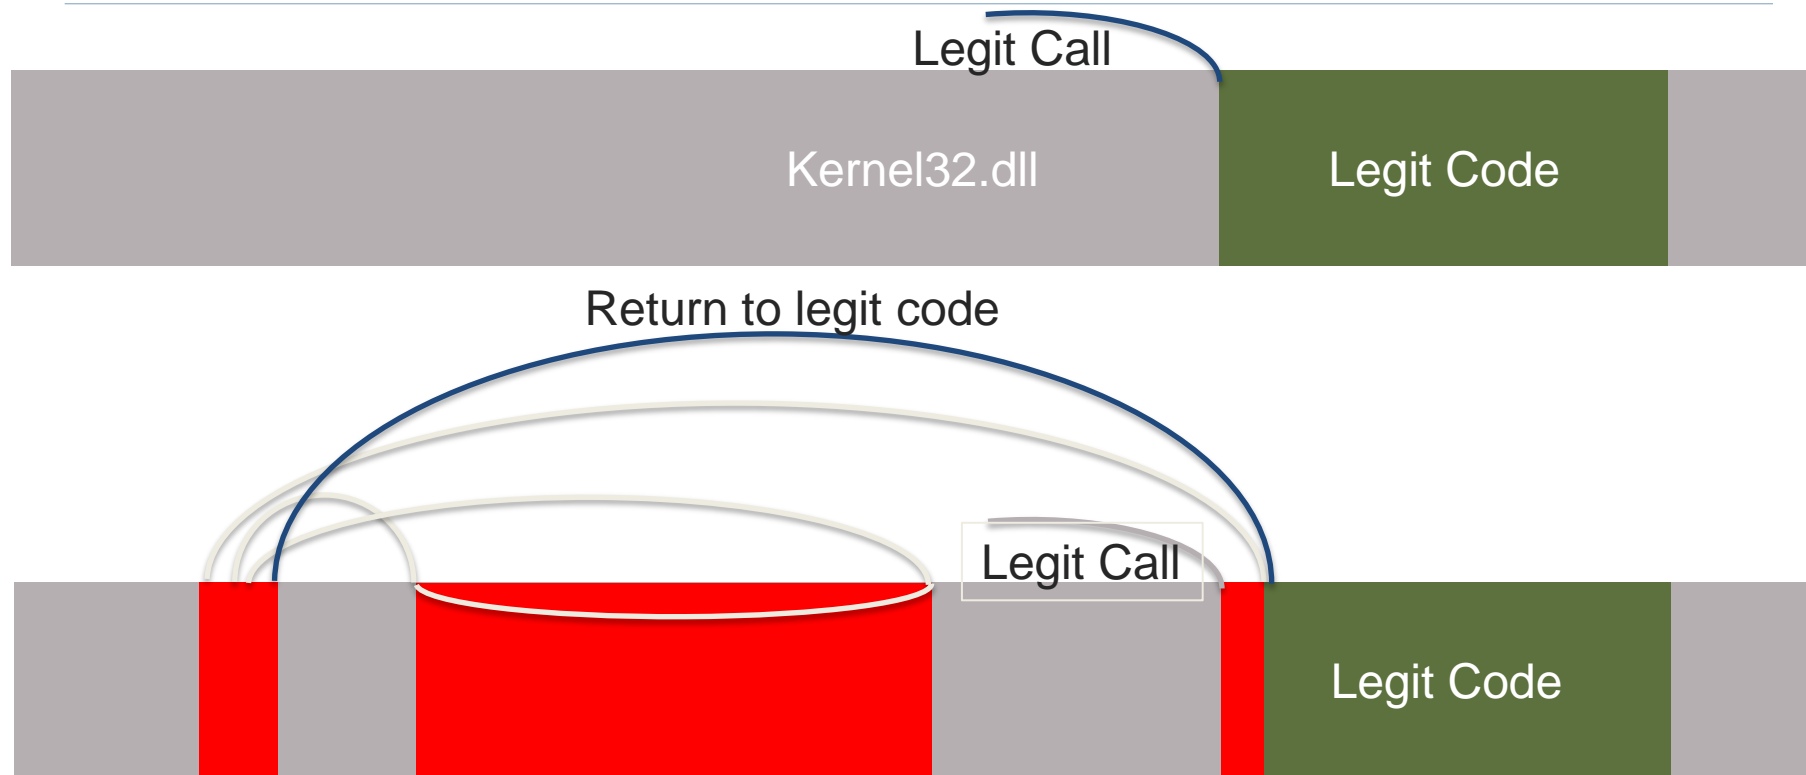 Legit Call
Kernel32.dll
Legit Code
Return to legit code
Legit Call
Legit Code